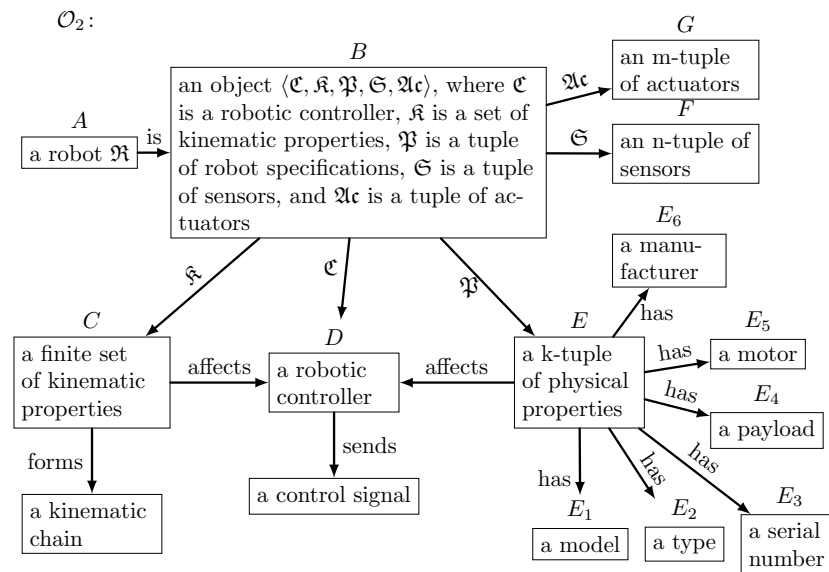 𝒪₂:
B
an object ⟨ℭ, 𝔎, 𝔓, 𝔖, 𝔄𝔠⟩, where ℭ
is a robotic controller, 𝔎 is a set of
kinematic properties, 𝔓 is a tuple
of robot specifications, 𝔖 is a tuple
of sensors, and 𝔄𝔠 is a tuple of ac-
tuators
G
an m-tuple
of actuators
𝔄𝔠
F
an n-tuple of
sensors
𝔖
A
a robot ℜ
is
𝔎
ℭ
𝔓
E₆
a manu-
facturer
has
C
a finite set
of kinematic
properties
affects
D
a robotic
controller
affects
E
a k-tuple
of physical
properties
E₅
a motor
has
E₄
a payload
has
forms
a kinematic
chain
sends
a control signal
has
E₁
a model
has
E₂
a type
has
E₃
a serial
number